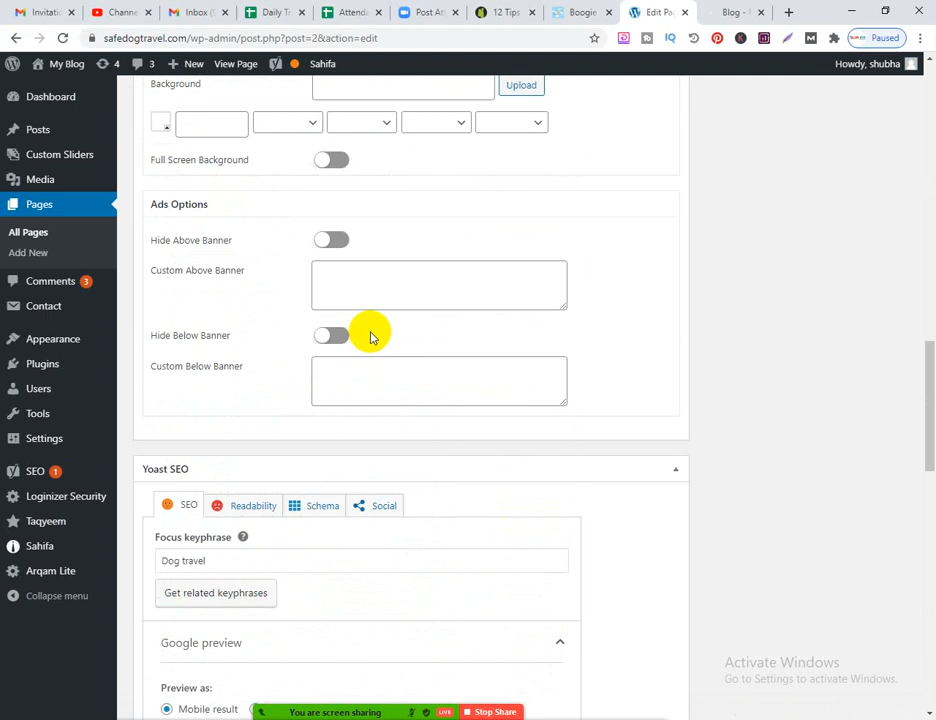 Invitatic
Channe
Inbox (
Daily Tr
Attenda
Post Att
12 Tips
Boogie
Edit Pa
Blog -
safedogtravel.com/wp-admin/post.php?post=2&action=edit
Paused
My Blog
4
3
New
View Page
Sahifa
Howdy, shubha
Dashboard
Posts
Custom Sliders
Media
Pages
All Pages
Add New
Comments 3
Contact
Appearance
Plugins
Users
Tools
Settings
SEO 1
Loginizer Security
Taqyeem
Sahifa
Arqam Lite
Collapse menu
Background
Upload
Full Screen Background
Ads Options
Hide Above Banner
Custom Above Banner
Hide Below Banner
Custom Below Banner
Yoast SEO
SEO
Readability
Schema
Social
Focus keyphrase
Dog travel
Get related keyphrases
Google preview
Preview as:
Mobile result
You are screen sharing
LIVE
Stop Share
Activate Windows
Go to Settings to activate Windows.